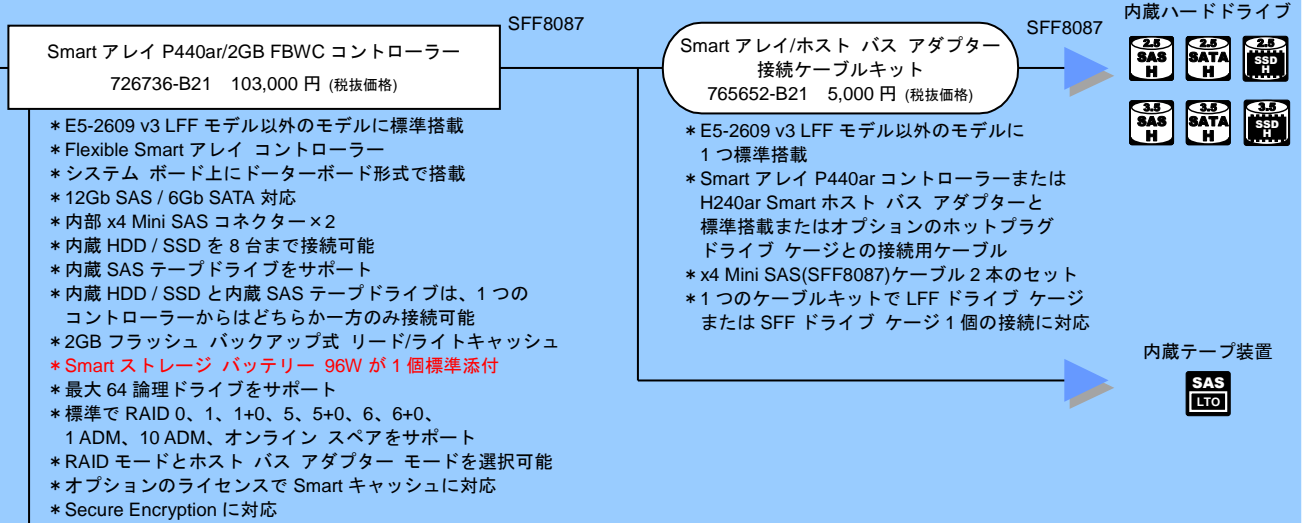 SFF8087
Smart アレイ P440ar/2GB FBWC コントローラー
726736-B21 103,000 円 (税抜価格)
*E5-2609 v3 LFF モデル以外のモデルに標準搭載
*Flexible Smart アレイ コントローラー
*システム ボード上にドーターボード形式で搭載
*12Gb SAS / 6Gb SATA 対応
*内部 x4 Mini SAS コネクター×2
*内蔵 HDD / SSD を 8 台まで接続可能
*内蔵 SAS テープドライブをサポート
*内蔵 HDD / SSD と内蔵 SAS テープドライブは、1 つの
コントローラーからはどちらか一方のみ接続可能
*2GB フラッシュ バックアップ式 リード/ライトキャッシュ
*Smart ストレージ バッテリー 96W が 1 個標準添付
*最大 64 論理ドライブをサポート
*標準で RAID 0、1、1+0、5、5+0、6、6+0、
1 ADM、10 ADM、オンライン スペアをサポート
*RAID モードとホスト バス アダプター モードを選択可能
*オプションのライセンスで Smart キャッシュに対応
*Secure Encryption に対応
SFF8087
Smart アレイ/ホスト バス アダプター
接続ケーブルキット
765652-B21 5,000 円 (税抜価格)
*E5-2609 v3 LFF モデル以外のモデルに
1 つ標準搭載
*Smart アレイ P440ar コントローラーまたは
H240ar Smart ホスト バス アダプターと
標準搭載またはオプションのホットプラグ
ドライブ ケージとの接続用ケーブル
*x4 Mini SAS(SFF8087)ケーブル 2 本のセット
*1 つのケーブルキットで LFF ドライブ ケージ
または SFF ドライブ ケージ 1 個の接続に対応
内蔵ハードドライブ
2.5 SAS H
2.5 SATA H
2.5 SSD H
3.5 SAS H
3.5 SATA H
3.5 SSD H
内蔵テープ装置
SAS
LTO